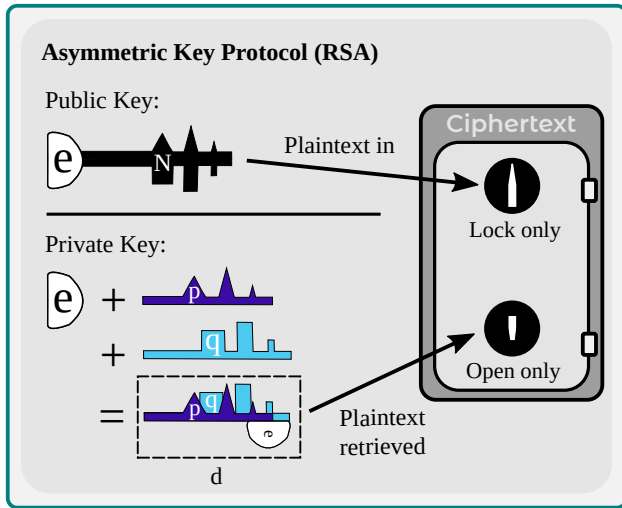 Asymmetric Key Protocol (RSA)
Public Key:
e
N
Plaintext in
Ciphertext
Lock only
Private Key:
e + p
+ q
= p q e
d
Open only
Plaintext
retrieved